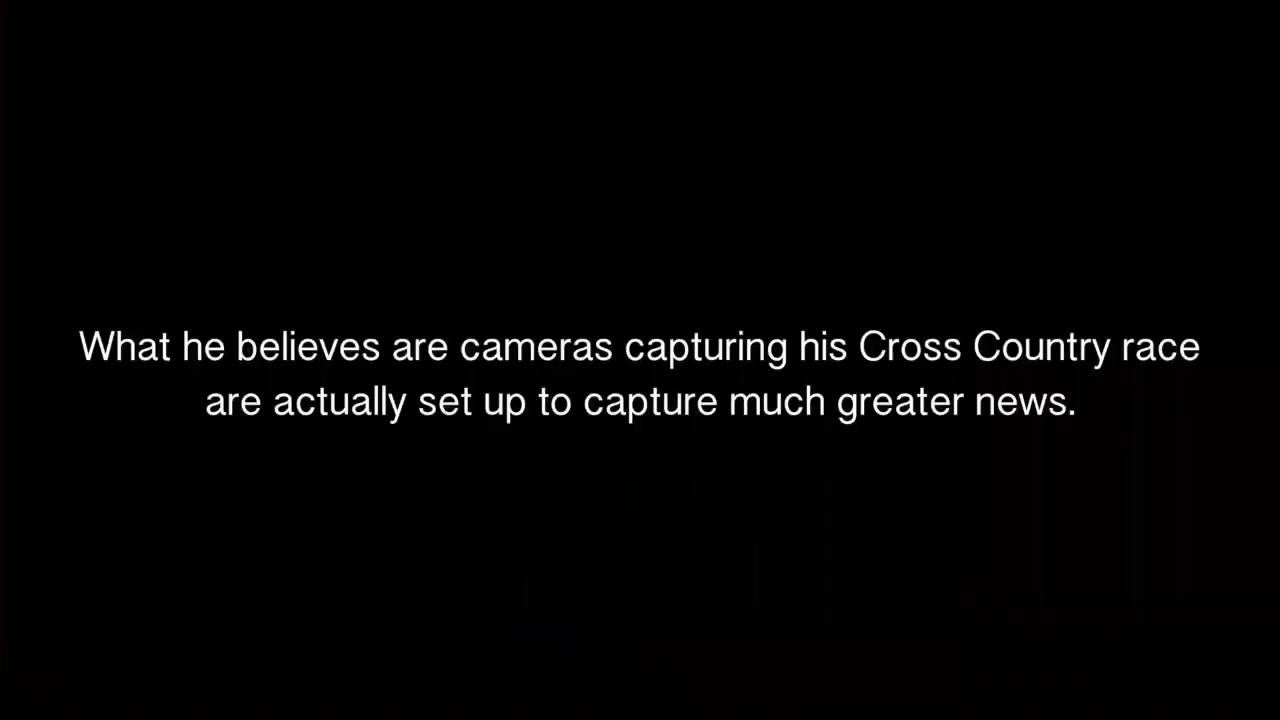 What he believes are cameras capturing his Cross Country race
are actually set up to capture much greater news.